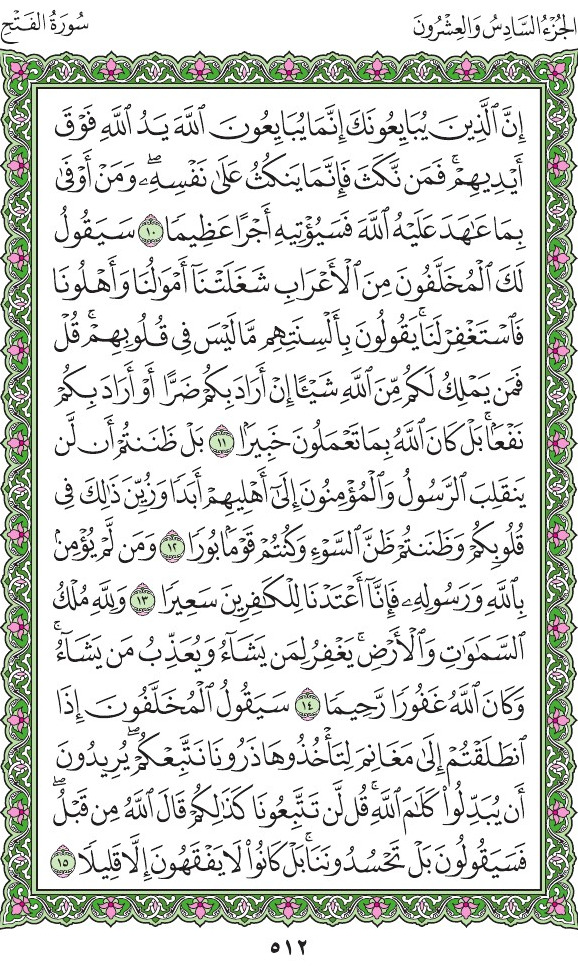 الجُزْءُ السَّادِسُ وَالعِشْرُونَ
سُورَةُ الفَتْحِ
إِنَّ ٱلَّذِينَ يُبَايِعُونَكَ إِنَّمَا يُبَايِعُونَ ٱللَّهَ يَدُ ٱللَّهِ فَوْقَ
أَيْدِيهِمْۚ فَمَن نَّكَثَ فَإِنَّمَا يَنكُثُ عَلَىٰ نَفْسِهِۦۖ وَمَنْ أَوْفَىٰ
بِمَا عَٰهَدَ عَلَيْهُ ٱللَّهَ فَسَيُؤْتِيهِ أَجْرًا عَظِيمًا ١٠ سَيَقُولُ
لَكَ ٱلْمُخَلَّفُونَ مِنَ ٱلْأَعْرَابِ شَغَلَتْنَآ أَمْوَٰلُنَا وَأَهْلُونَا
فَٱسْتَغْفِرْ لَنَاۚ يَقُولُونَ بِأَلْسِنَتِهِم مَّا لَيْسَ فِى قُلُوبِهِمْۚ قُلْ
فَمَن يَمْلِكُ لَكُم مِّنَ ٱللَّهِ شَيْـًٔا إِنْ أَرَادَ بِكُمْ ضَرًّا أَوْ أَرَادَ بِكُمْ
نَفْعًۢاۚ بَلْ كَانَ ٱللَّهُ بِمَا تَعْمَلُونَ خَبِيرًۢا ١١ بَلْ ظَنَنتُمْ أَن لَّن
يَنقَلِبَ ٱلرَّسُولُ وَٱلْمُؤْمِنُونَ إِلَىٰٓ أَهْلِيهِمْ أَبَدًا وَزُيِّنَ ذَٰلِكَ فِى
قُلُوبِكُمْ وَظَنَنتُمْ ظَنَّ ٱلسَّوْءِ وَكُنتُمْ قَوْمًۢا بُورًا ١٢ وَمَن لَّمْ يُؤْمِنۢ
بِٱللَّهِ وَرَسُولِهِۦ فَإِنَّآ أَعْتَدْنَا لِلْكَٰفِرِينَ سَعِيرًا ١٣ وَلِلَّهِ مُلْكُ
ٱلسَّمَٰوَٰتِ وَٱلْأَرْضِۚ يَغْفِرُ لِمَن يَشَآءُ وَيُعَذِّبُ مَن يَشَآءُۚ
وَكَانَ ٱللَّهُ غَفُورًا رَّحِيمًا ١٤ سَيَقُولُ ٱلْمُخَلَّفُونَ إِذَا
ٱنطَلَقْتُمْ إِلَىٰ مَغَانِمَ لِتَأْخُذُوهَا ذَرُونَا نَتَّبِعْكُمْۖ يُرِيدُونَ
أَن يُبَدِّلُوا۟ كَلَٰمَ ٱللَّهِۚ قُل لَّن تَتَّبِعُونَا كَذَٰلِكُمْ قَالَ ٱللَّهُ مِن قَبْلُۖ
فَسَيَقُولُونَ بَلْ تَحْسُدُونَنَاۚ بَلْ كَانُوا۟ لَا يَفْقَهُونَ إِلَّا قَلِيلًا ١٥
٥١٢